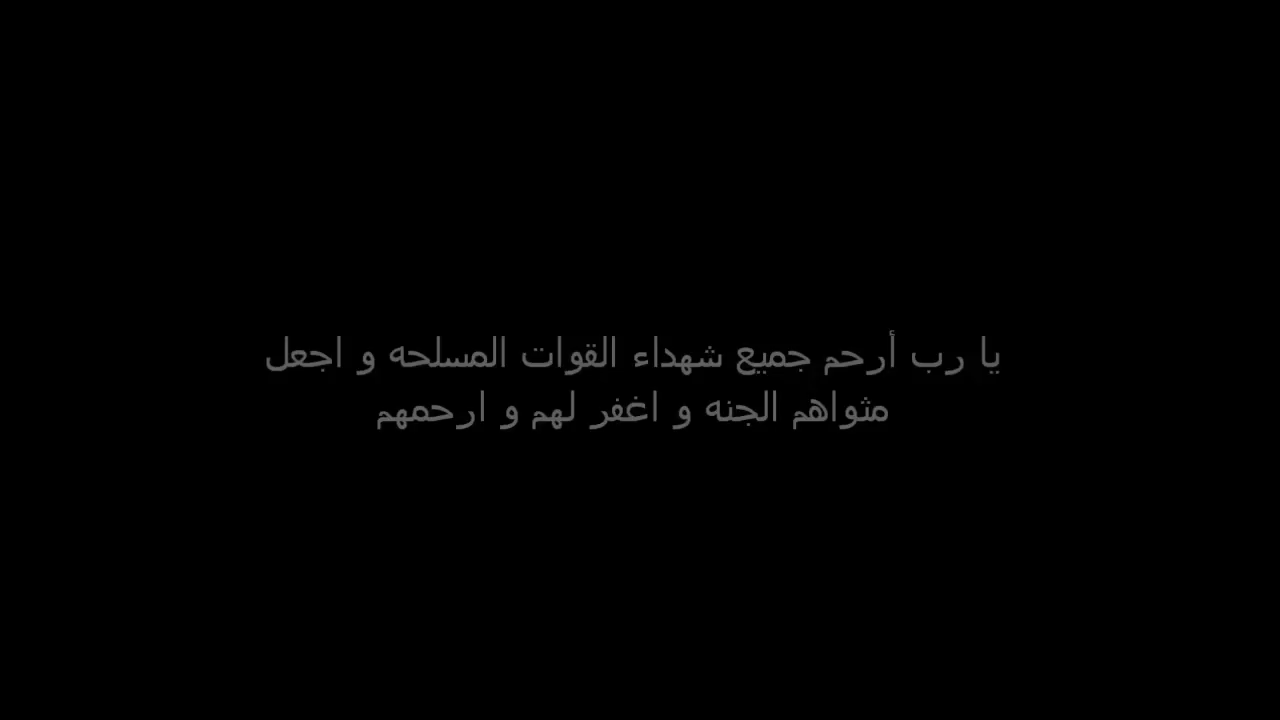 يا رب أرحم جميع شهداء القوات المسلحه و اجعل
مثواهم الجنه و اغفر لهم و ارحمهم